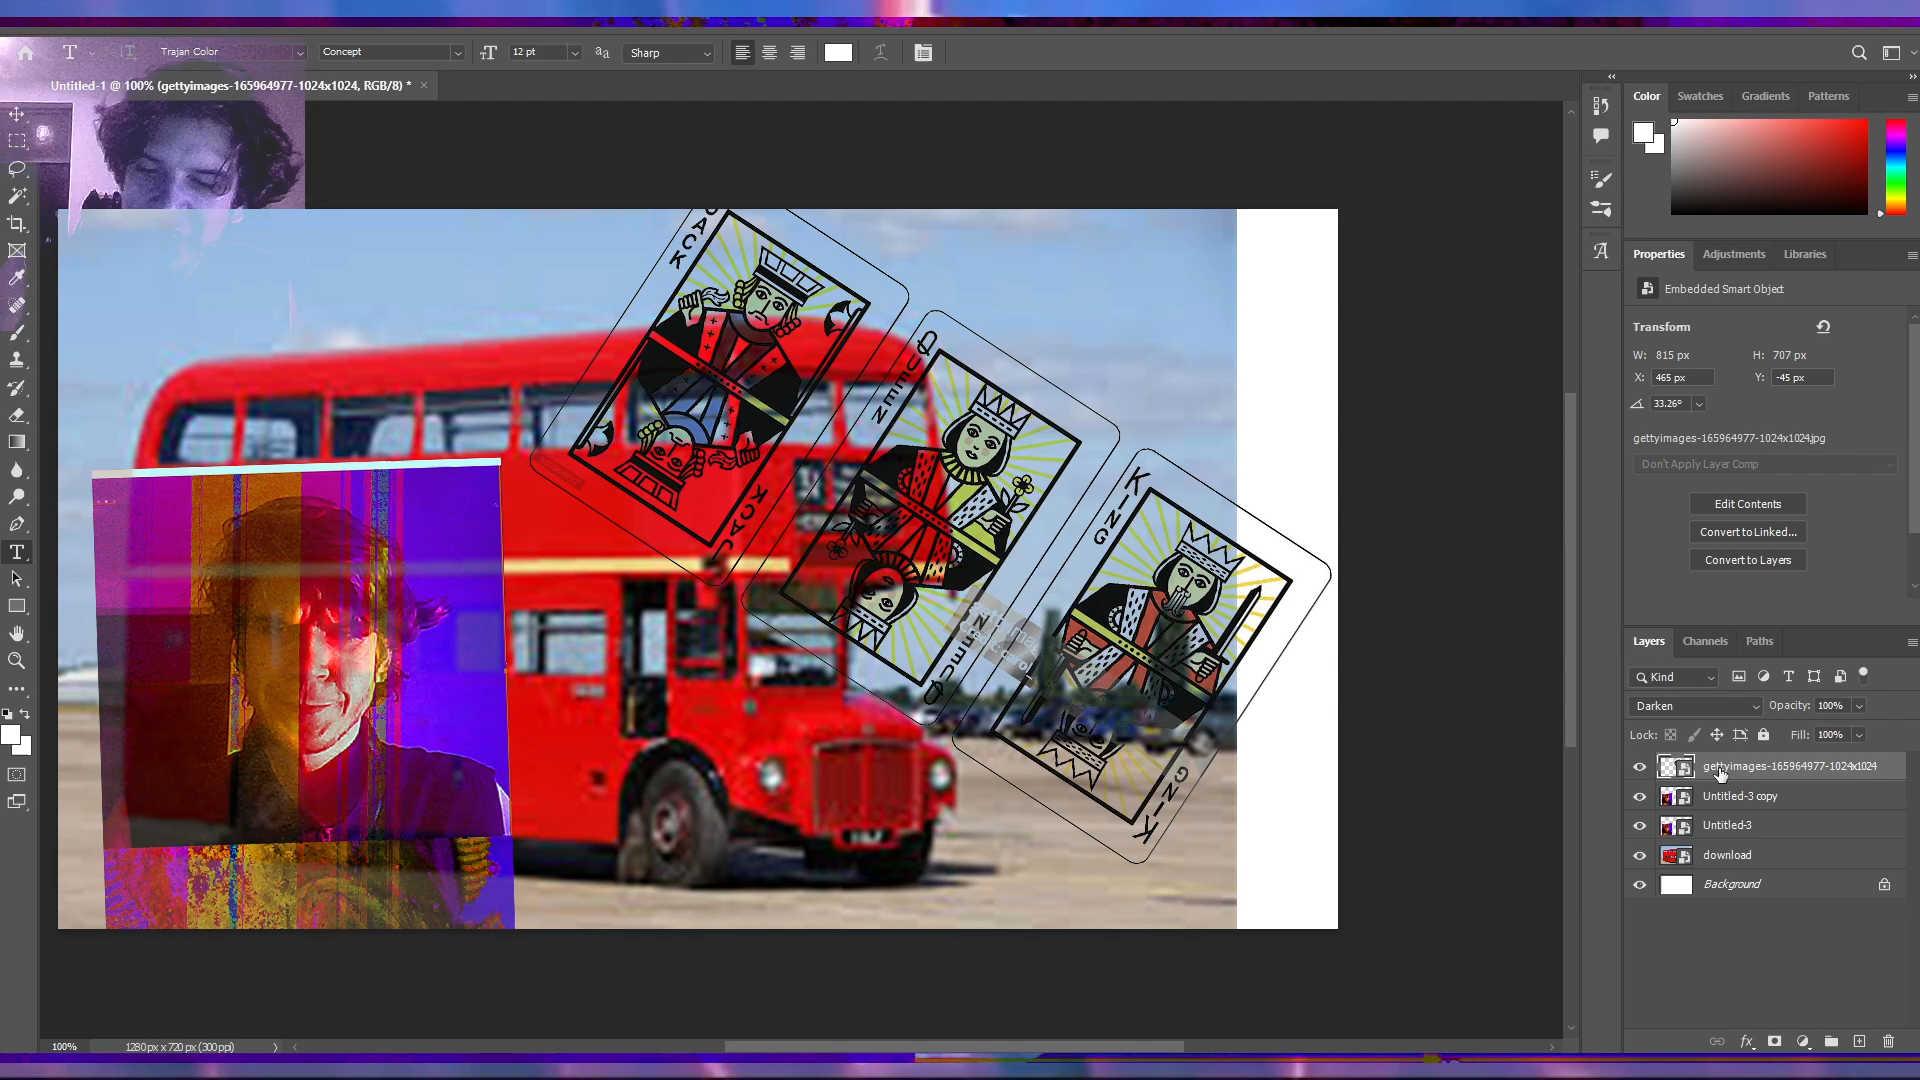 Trajan Color
Concept
12 pt
Sharp
Untitled-1 @ 100% (gettyimages-165964977-1024x1024, RGB/8) *
Color
Swatches
Gradients
Patterns
Properties
Adjustments
Libraries
Embedded Smart Object
Transform
W: 815 px
H: 707 px
X: 465 px
Y: -45 px
33.26°
gettyimages-165964977-1024x1024.jpg
Don't Apply Layer Comp
Edit Contents
Convert to Linked...
Convert to Layers
Layers
Channels
Paths
Kind
Darken
Opacity: 100%
Lock:
Fill: 100%
gettyimages-165964977-1024x1024
Untitled-3 copy
Untitled-3
download
Background
JACK
JACK
QUEEN
QUEEN
KING
KING
100%
1280 px x 720 px (300 ppi)